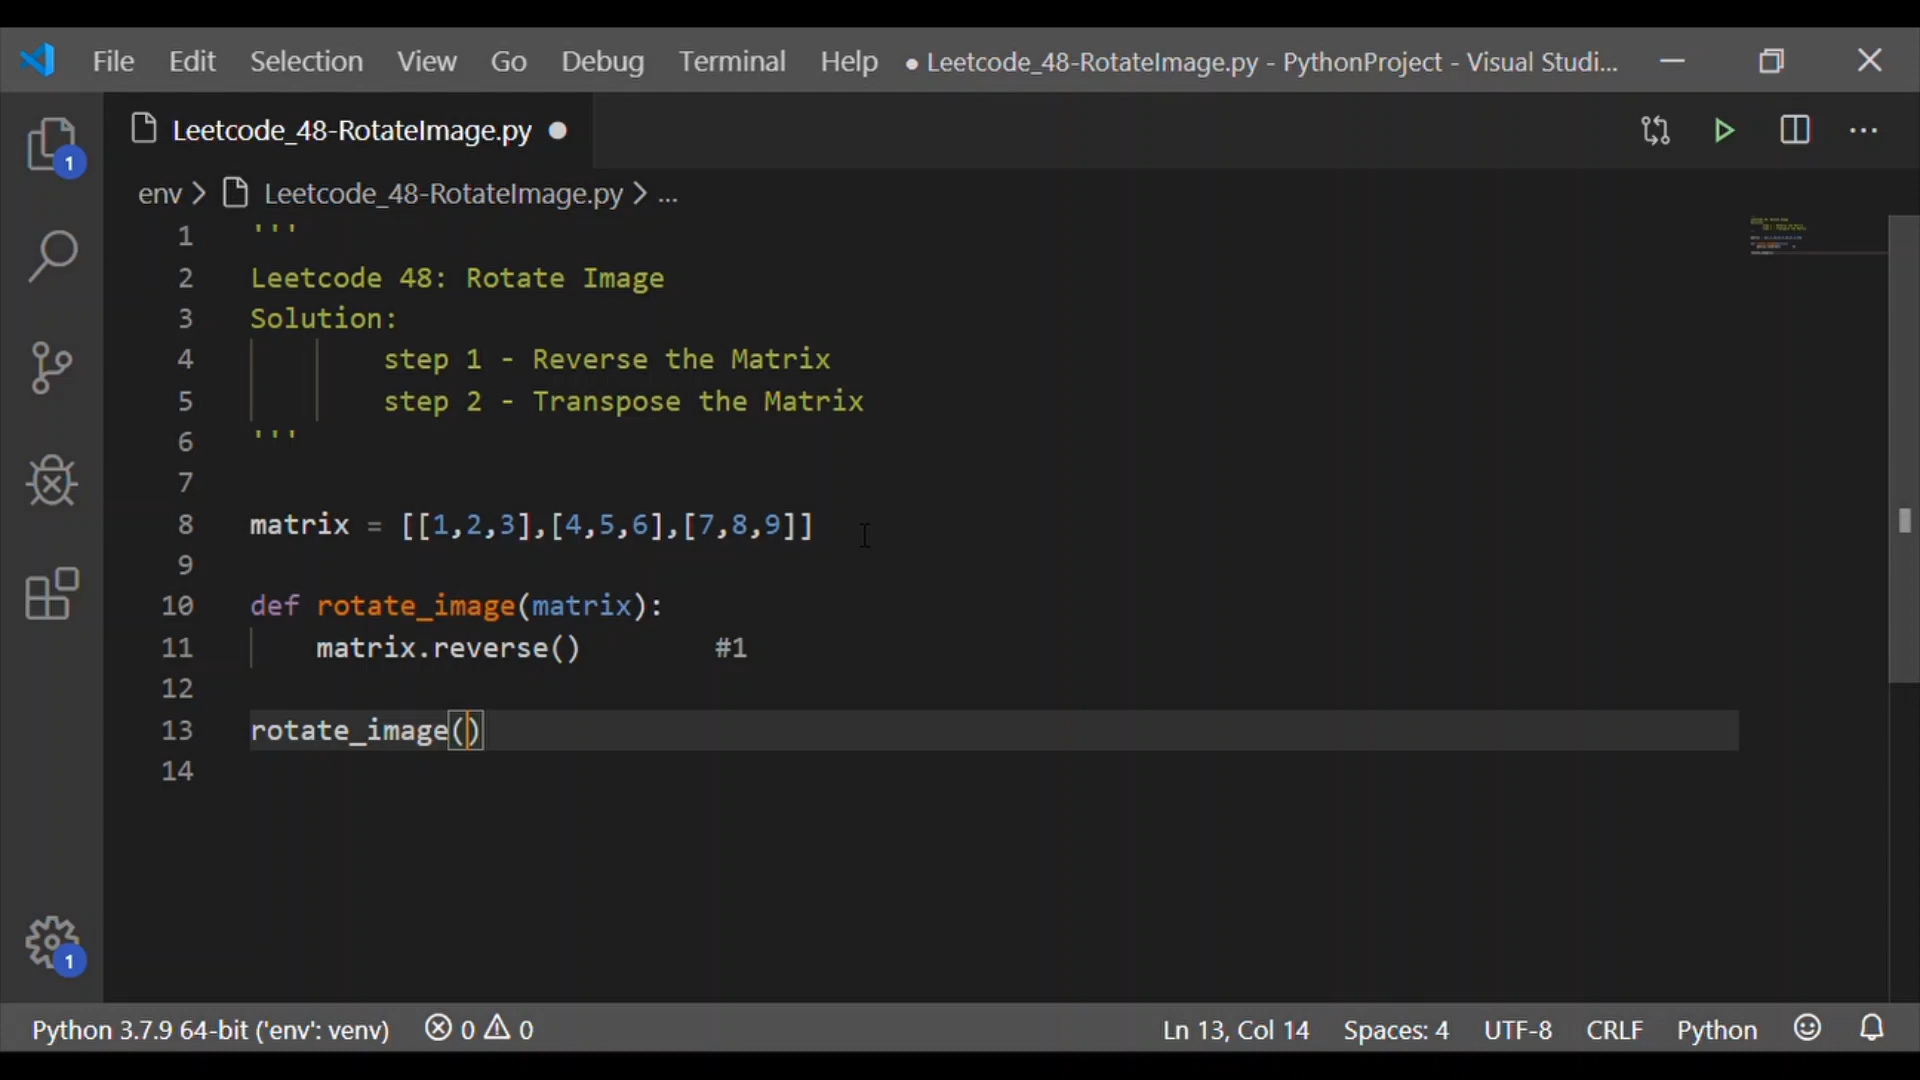 File Edit Selection View Go Debug Terminal Help ● Leetcode_48-RotateImage.py - PythonProject - Visual Studi...
Leetcode_48-RotateImage.py ●
env > Leetcode_48-RotateImage.py > ...
1 '''
2 Leetcode 48: Rotate Image
3 Solution:
4 step 1 - Reverse the Matrix
5 step 2 - Transpose the Matrix
6 '''
7
8 matrix = [[1,2,3],[4,5,6],[7,8,9]]
9
10 def rotate_image(matrix):
11 matrix.reverse() #1
12
13 rotate_image()
14
1
1
Python 3.7.9 64-bit ('env': venv) 0 0 Ln 13, Col 14 Spaces: 4 UTF-8 CRLF Python